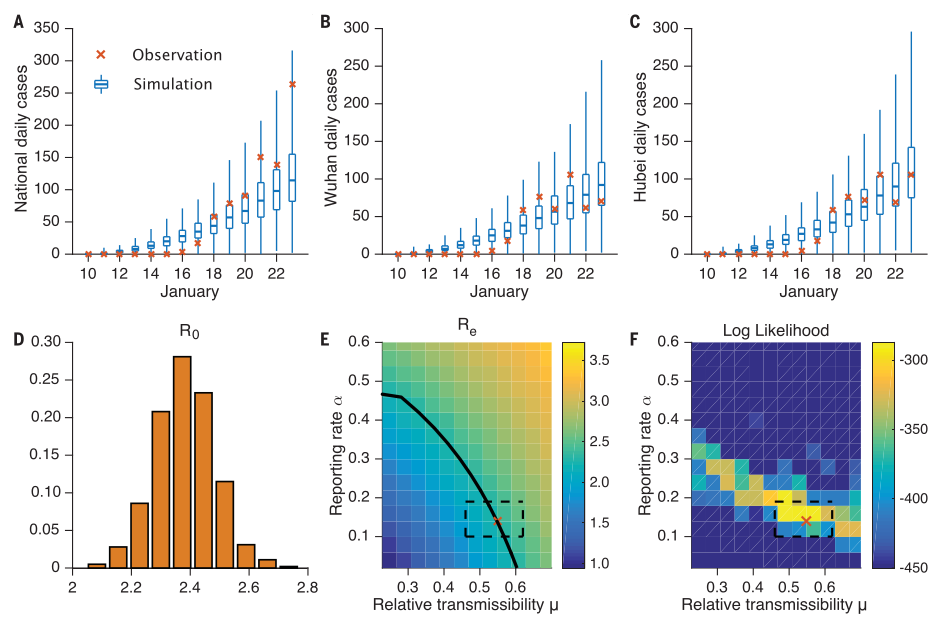 A
350
300
250
200
150
100
50
0
National daily cases
10 12 14 16 18 20 22
January
Observation
Simulation
B
300
250
200
150
100
50
0
Wuhan daily cases
10 12 14 16 18 20 22
January
C
300
250
200
150
100
50
0
Hubei daily cases
10 12 14 16 18 20 22
January
D
R0
0.30
0.25
0.20
0.15
0.10
0.05
0
2 2.2 2.4 2.6 2.8
E
Re
0.6
0.5
0.4
0.3
0.2
0.1
Reporting rate α
0.3 0.4 0.5 0.6
Relative transmissibility µ
3.5
3.0
2.5
2.0
1.5
1.0
F
Log Likelihood
0.6
0.5
0.4
0.3
0.2
0.1
Reporting rate α
0.3 0.4 0.5 0.6
Relative transmissibility µ
-300
-350
-400
-450